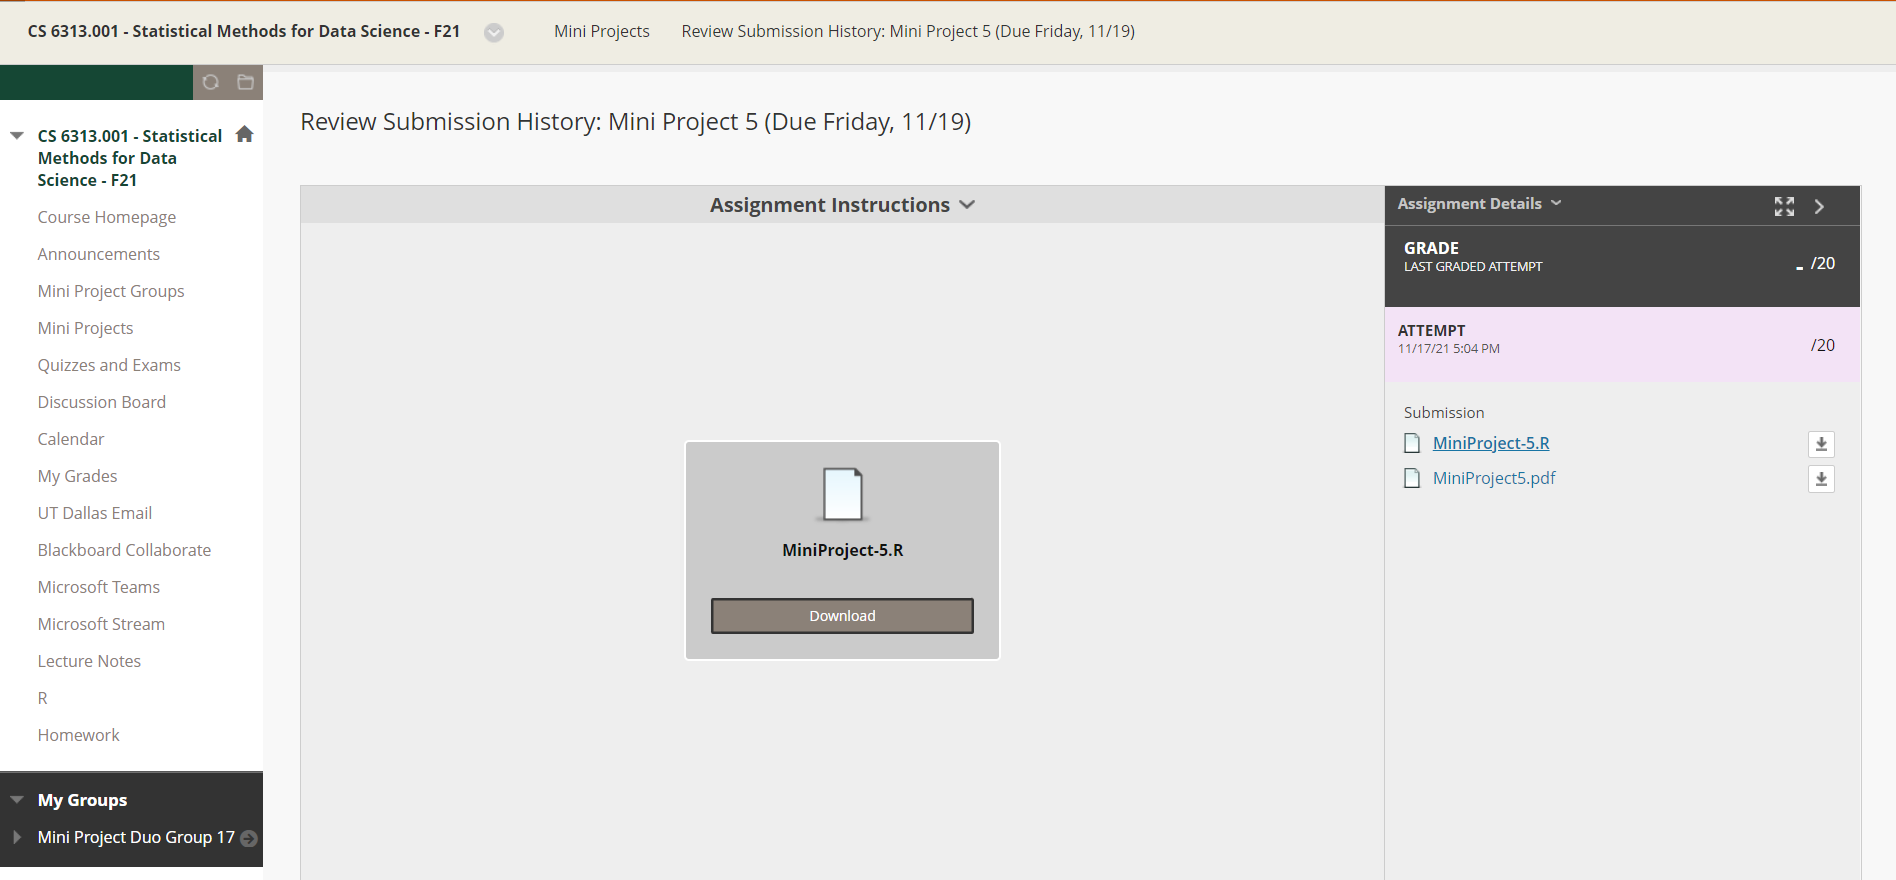 CS 6313.001 - Statistical Methods for Data Science - F21
Mini Projects
Review Submission History: Mini Project 5 (Due Friday, 11/19)
CS 6313.001 - Statistical
Methods for Data
Science - F21
Course Homepage
Announcements
Mini Project Groups
Mini Projects
Quizzes and Exams
Discussion Board
Calendar
My Grades
UT Dallas Email
Blackboard Collaborate
Microsoft Teams
Microsoft Stream
Lecture Notes
R
Homework
My Groups
Mini Project Duo Group 17
Review Submission History: Mini Project 5 (Due Friday, 11/19)
Assignment Instructions
MiniProject-5.R
Download
Assignment Details
GRADE
LAST GRADED ATTEMPT
- /20
ATTEMPT
11/17/21 5:04 PM
/20
Submission
MiniProject-5.R
MiniProject5.pdf